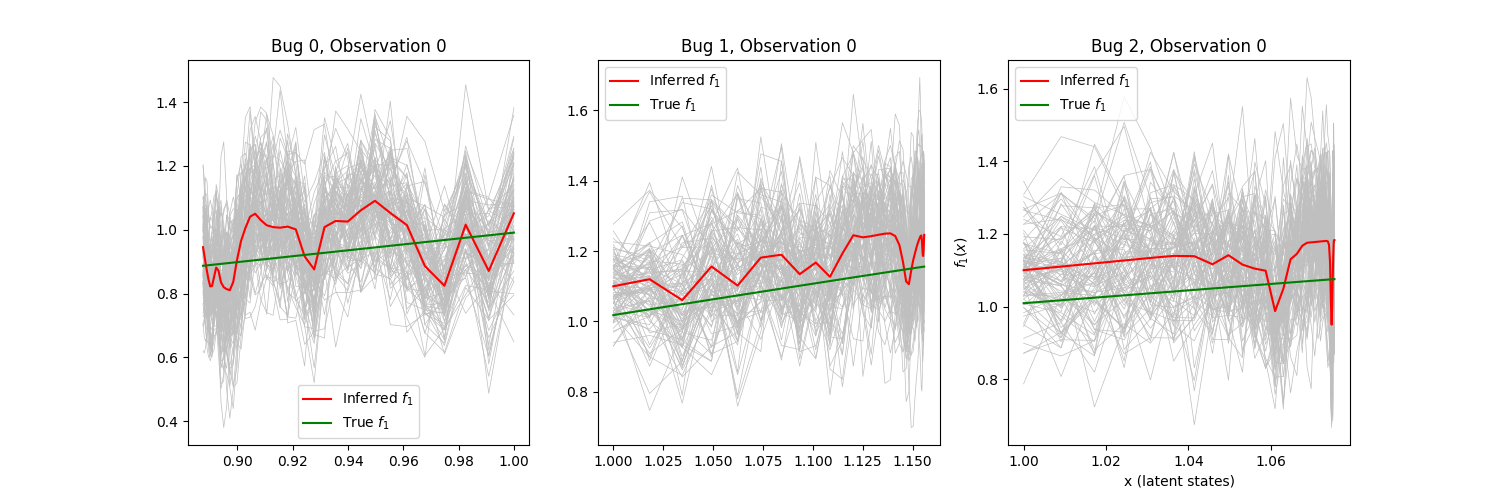 Bug 0, Observation 0
1.4
1.2
1.0
0.8
0.6
0.4
Inferred f₁
True f₁
0.90 0.92 0.94 0.96 0.98 1.00
Bug 1, Observation 0
Inferred f₁
True f₁
1.6
1.4
1.2
1.0
0.8
1.000 1.025 1.050 1.075 1.100 1.125 1.150
Bug 2, Observation 0
Inferred f₁
True f₁
f₁(x)
1.6
1.4
1.2
1.0
0.8
1.00 1.02 1.04 1.06
x (latent states)